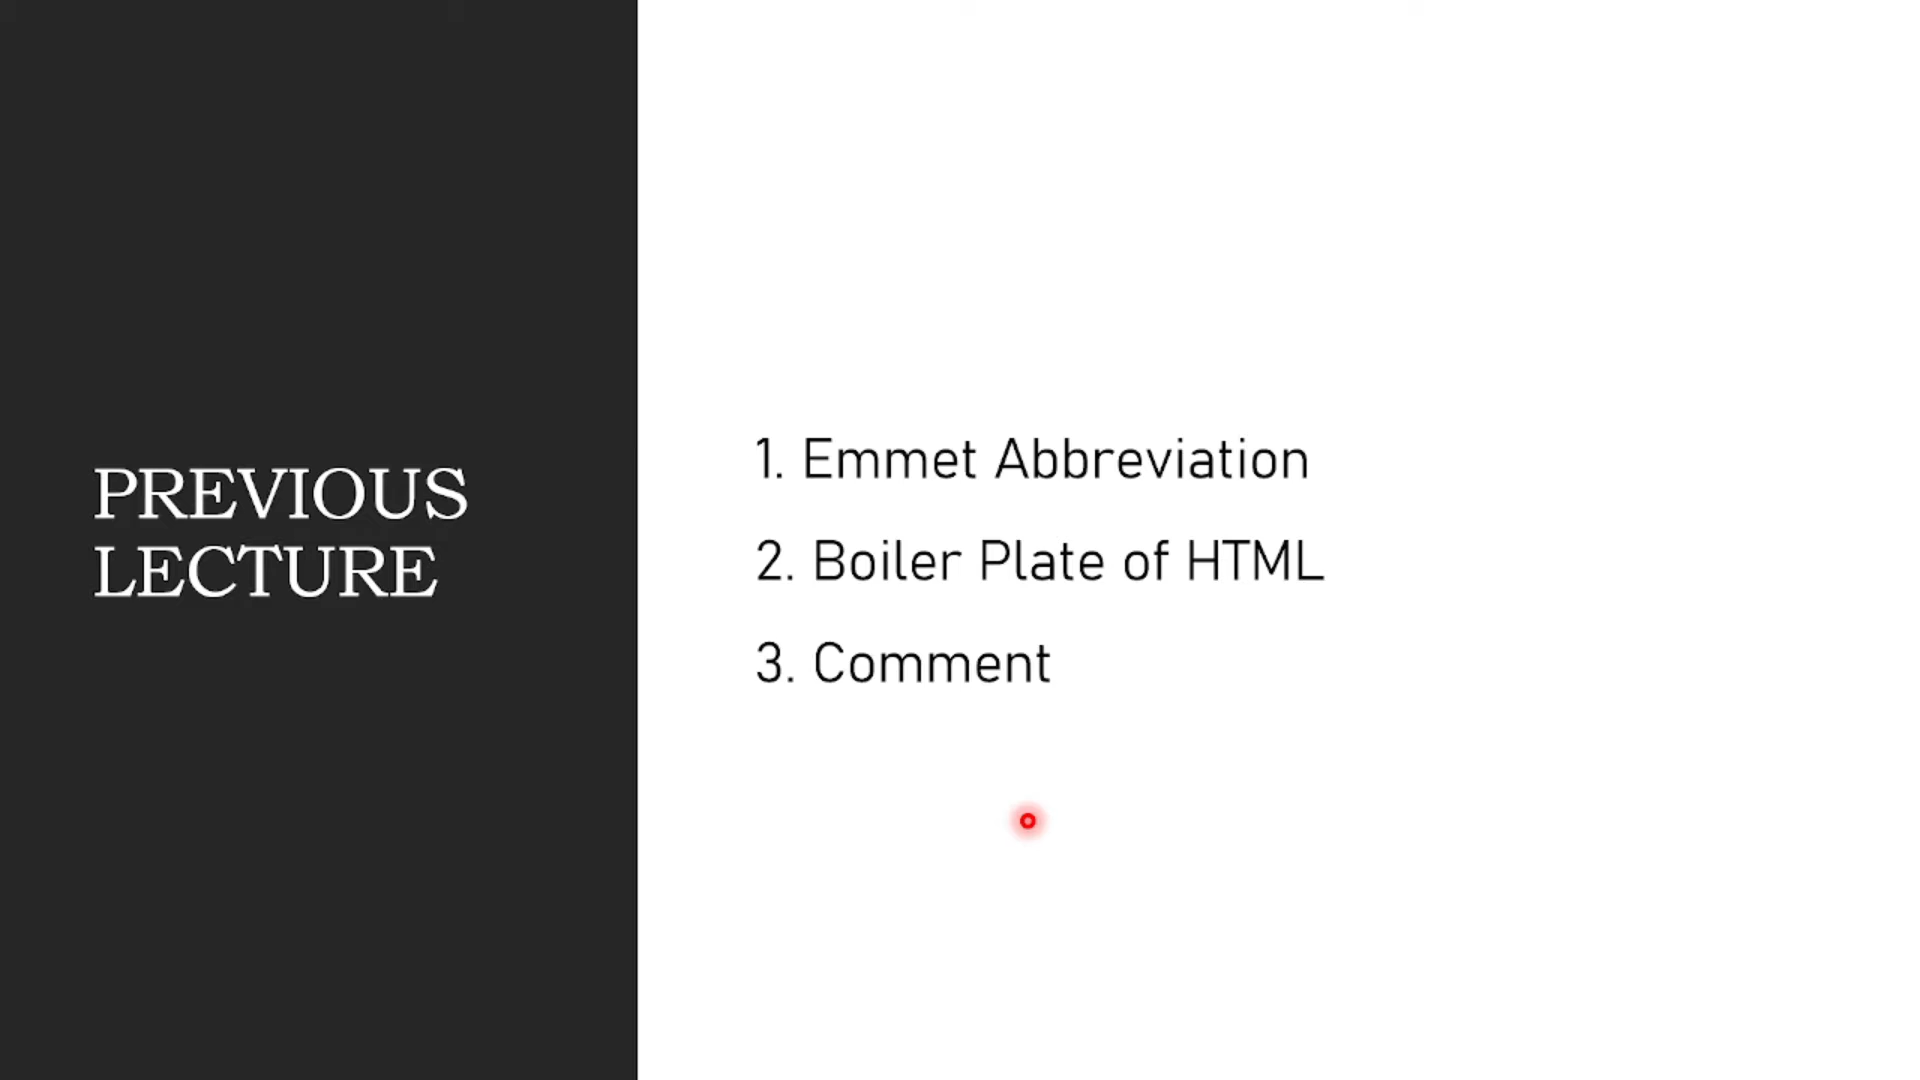 PREVIOUS
LECTURE
1. Emmet Abbreviation
2. Boiler Plate of HTML
3. Comment